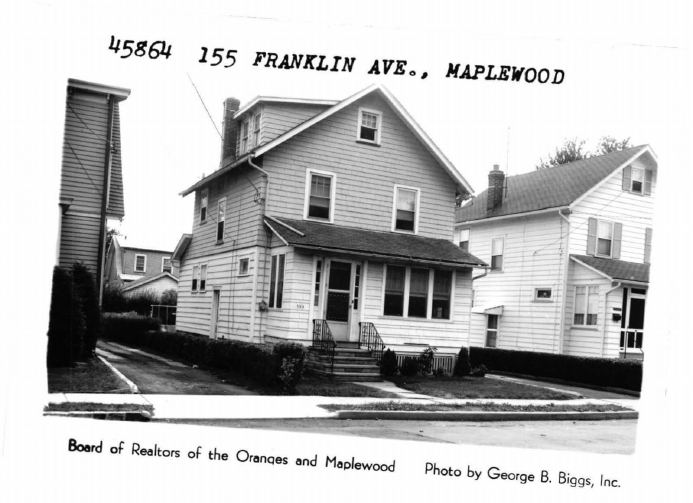 45864 155 FRANKLIN AVE., MAPLEWOOD
Board of Realtors of the Oranges and Maplewood Photo by George B. Biggs, Inc.